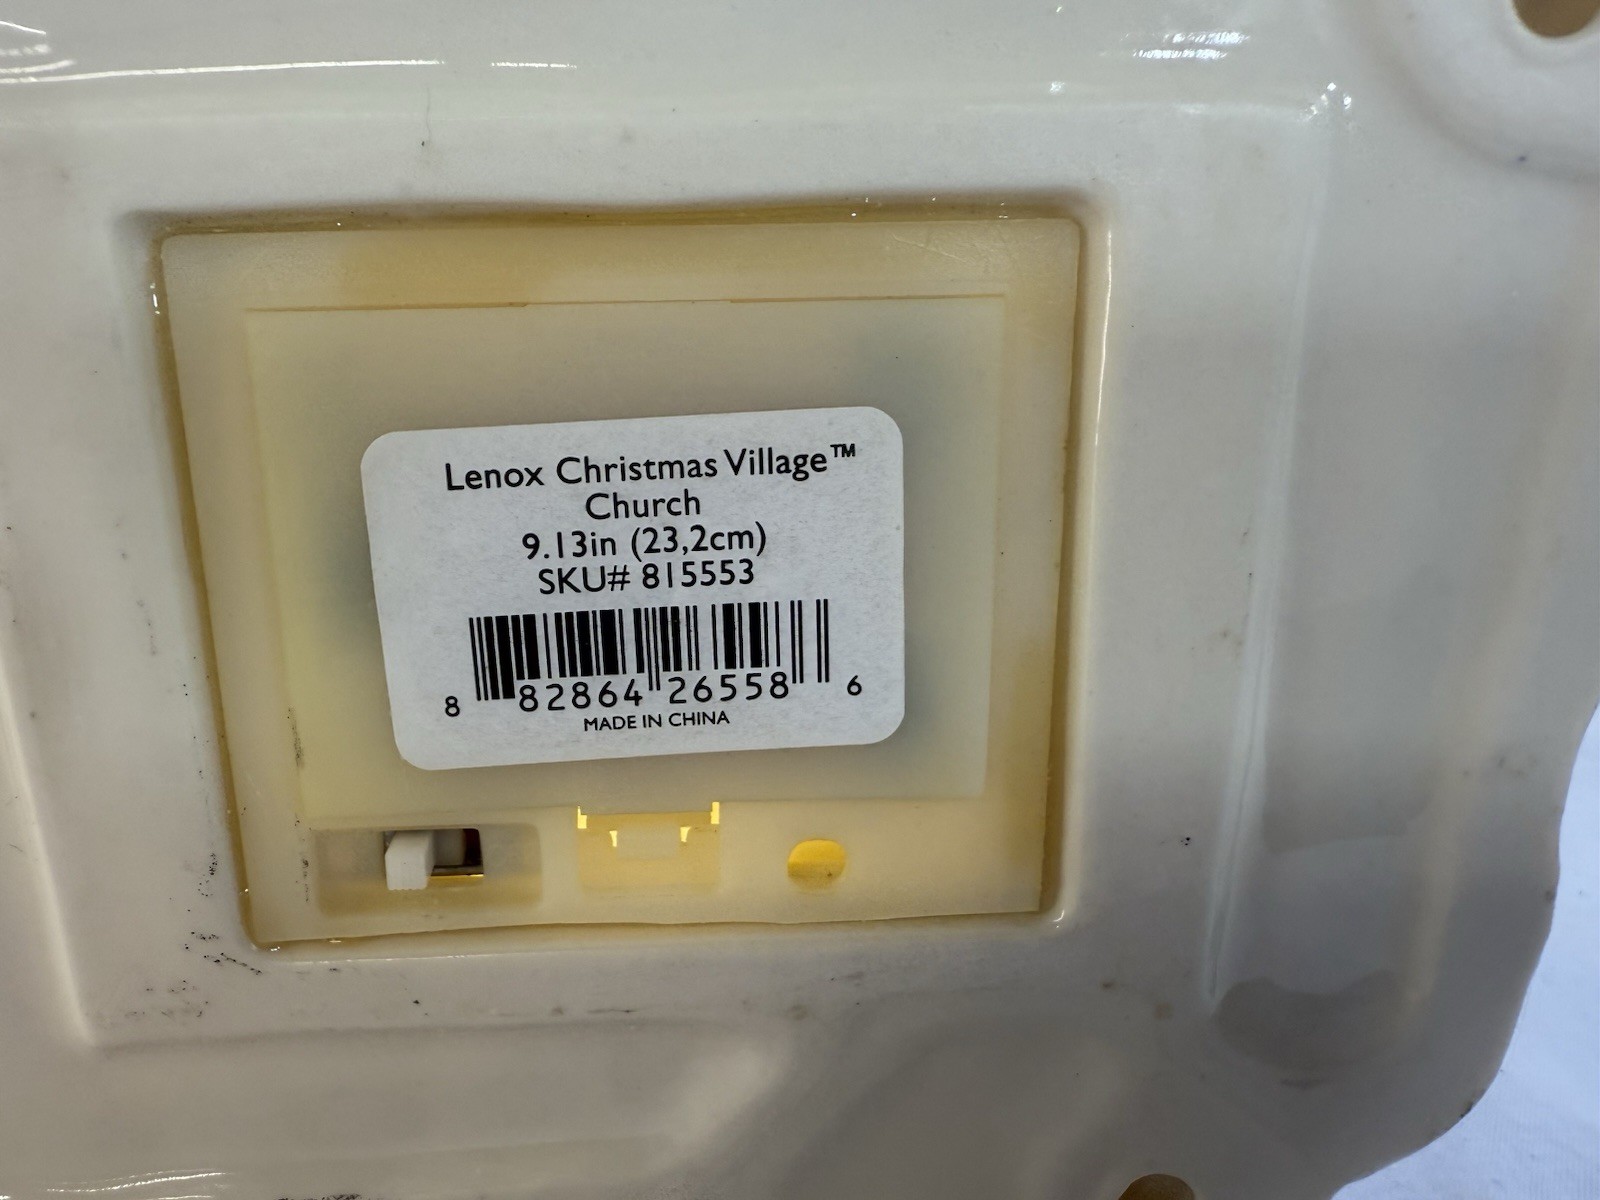 Lenox Christmas Village™
Church
9.13in (23,2cm)
SKU# 815553
8 82864 26558 6
MADE IN CHINA